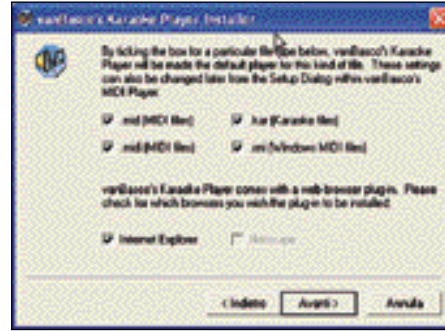 vanBasco's Karaoke Player Installer
By ticking the box for a particular file type below, vanBasco's Karaoke
Player will be made the default player for this kind of file. These settings
can also be changed later from the Setup Dialog within vanBasco's
MIDI Player.
.mid (MIDI files) .kar (Karaoke files)
.midi (MIDI files) .rmi (Windows MIDI files)
vanBasco's Karaoke Player comes with a web browser plug-in. Please
check for which browsers you wish the plug-in to be installed.
Internet Explorer Netscape
< Indietro Avanti > Annulla